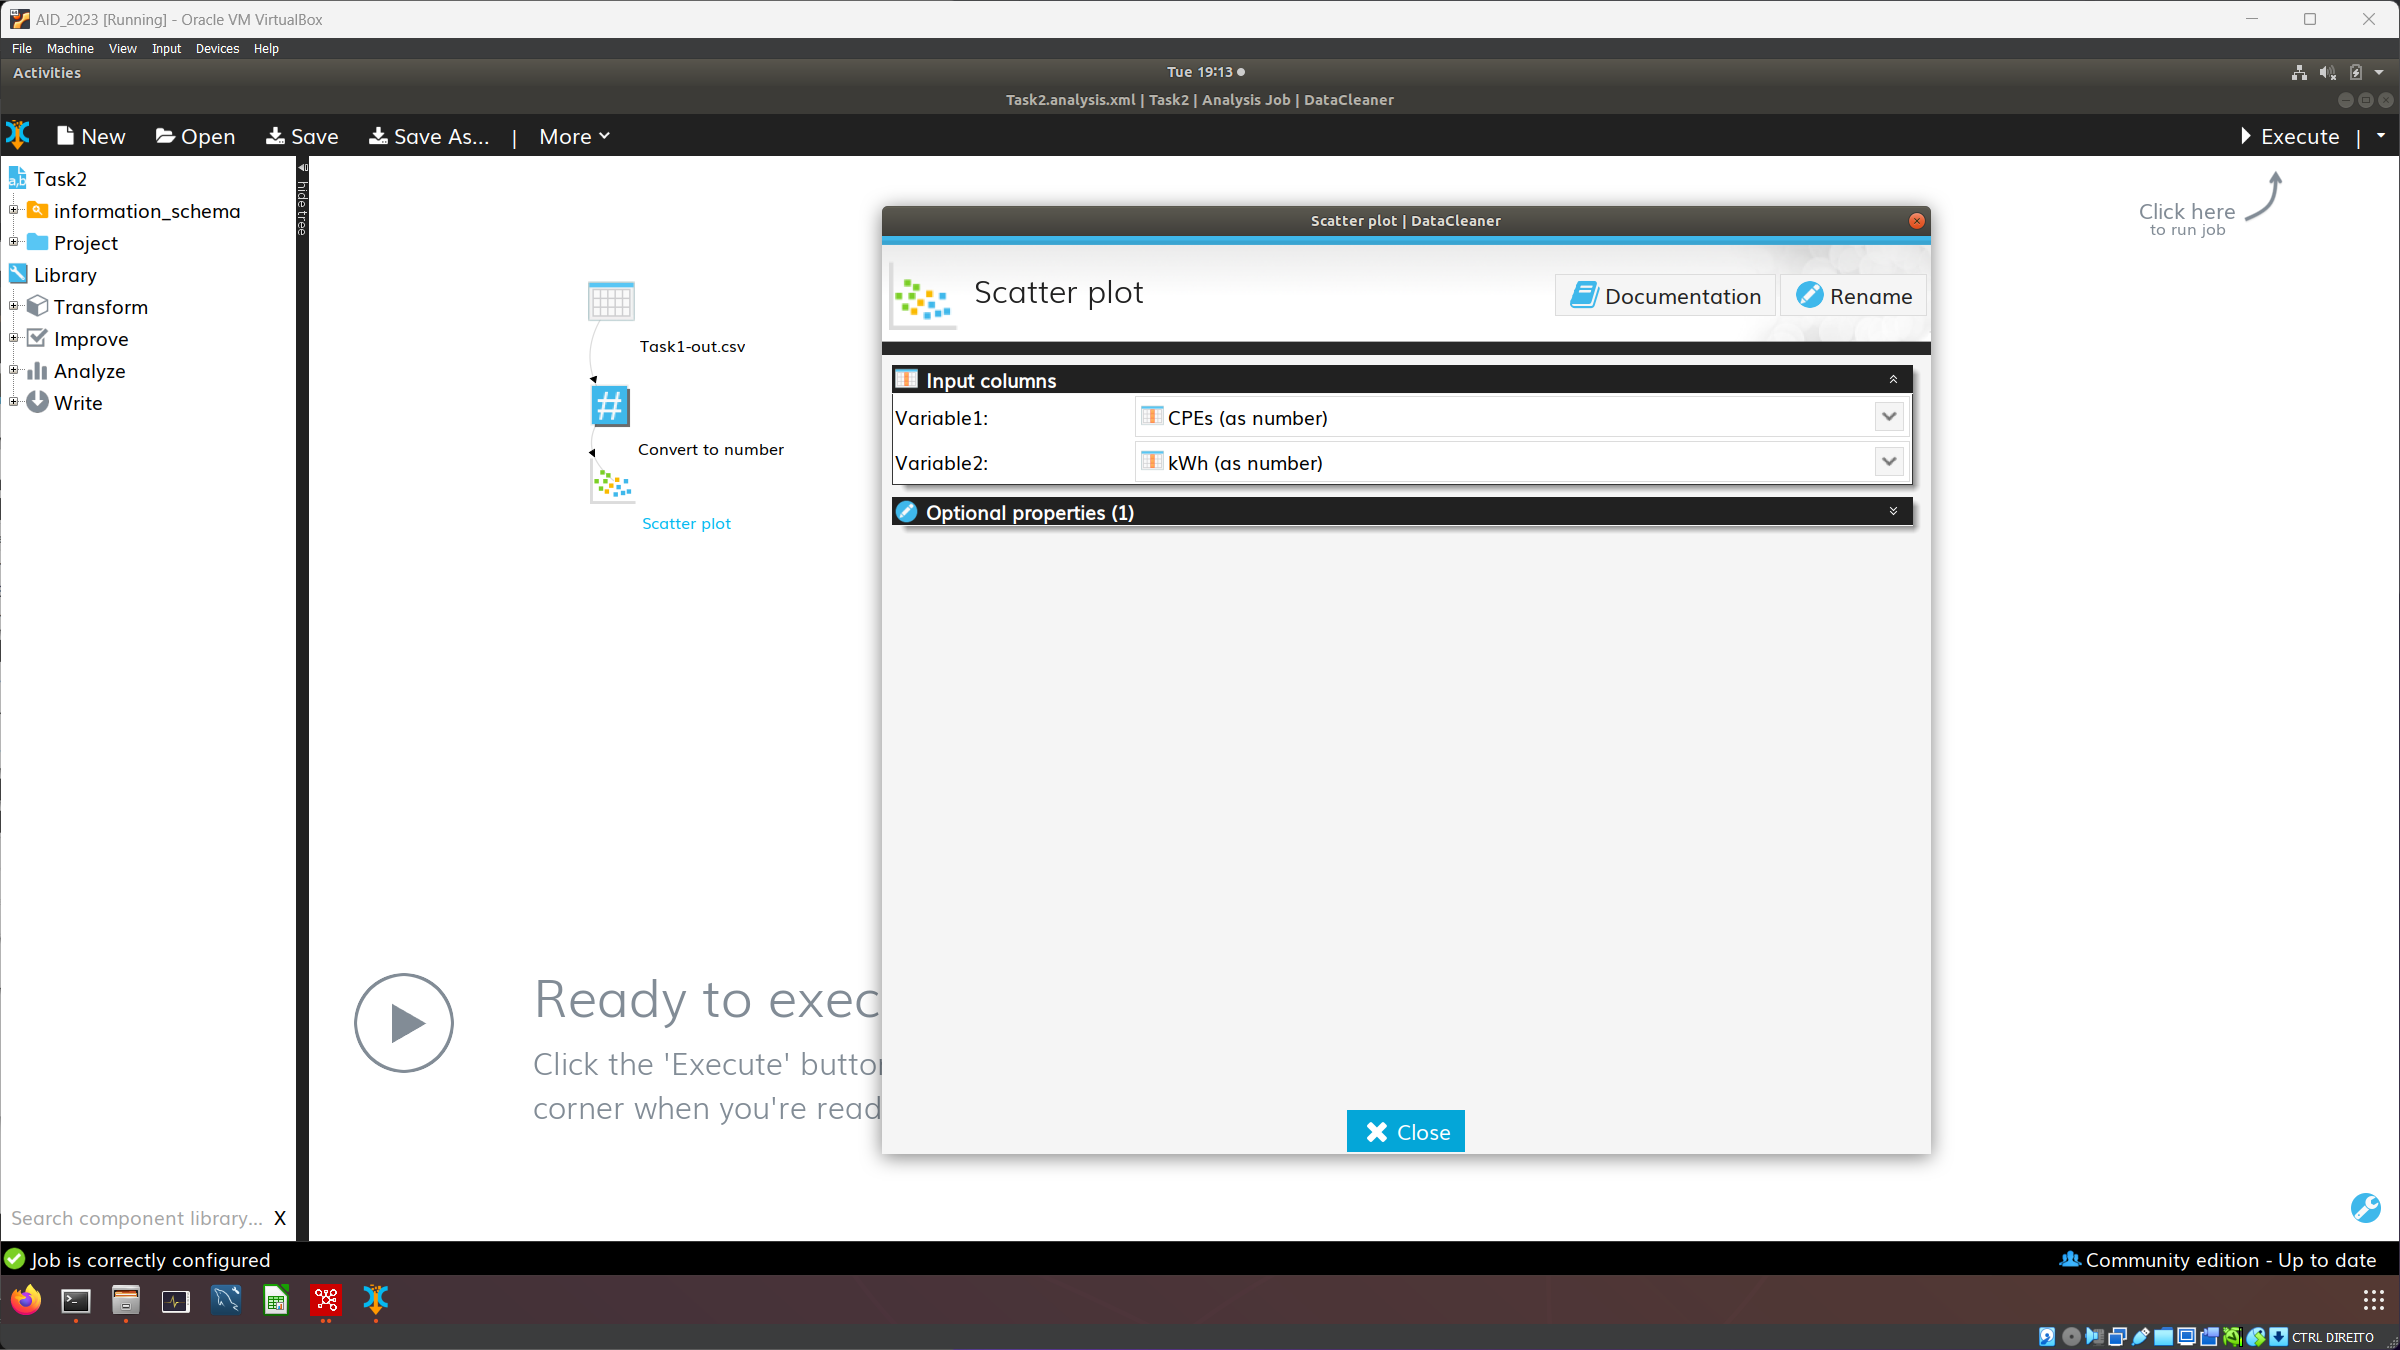 AID_2023 [Running] - Oracle VM VirtualBox
File Machine View Input Devices Help
Activities
Tue 19:13
Task2.analysis.xml | Task2 | Analysis Job | DataCleaner
New Open Save Save As... | More
Execute |
Task2
information_schema
Project
Library
Transform
Improve
Analyze
Write
hide tree
Click here
to run job
Task1-out.csv
Convert to number
Scatter plot
Scatter plot | DataCleaner
Scatter plot
Documentation
Rename
Input columns
Variable1: CPEs (as number)
Variable2: kWh (as number)
Optional properties (1)
Close
Ready to exec
Click the 'Execute' button
corner when you're read
Search component library... X
Job is correctly configured
Community edition - Up to date
CTRL DIREITO